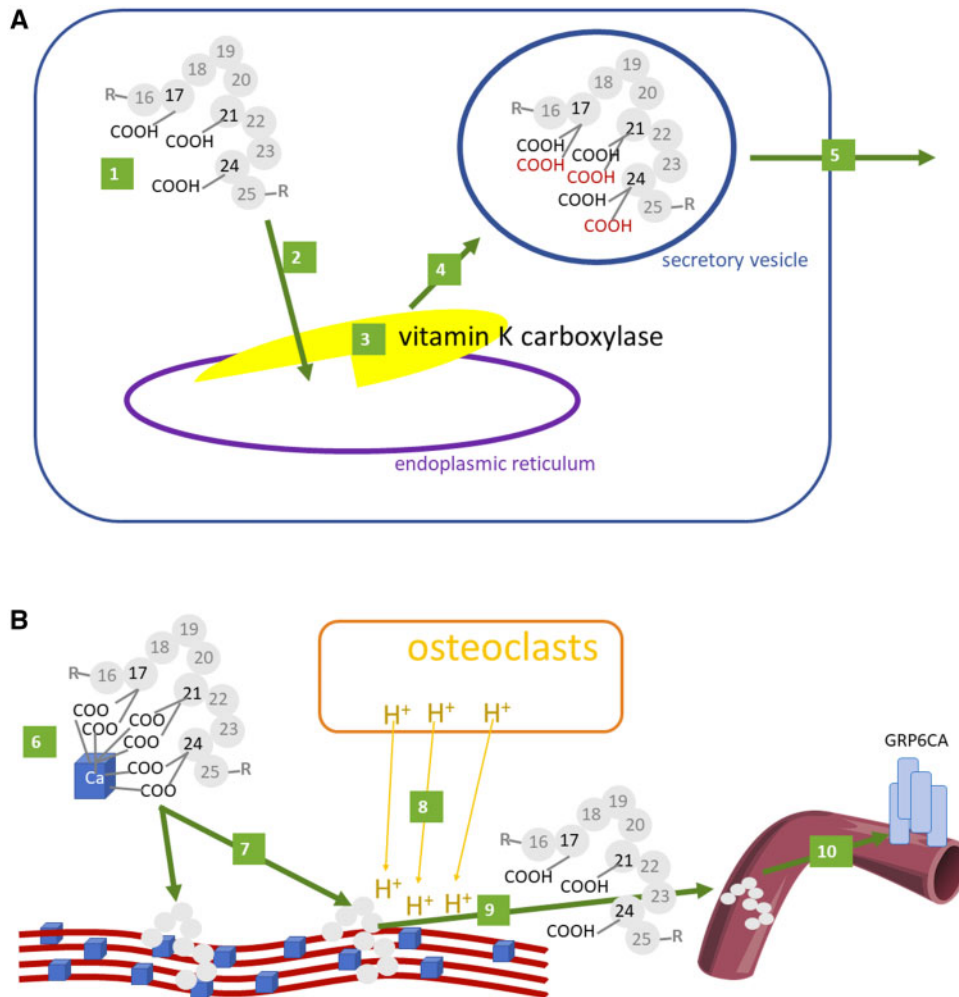 A
19
18
20
R
16
17
21
22
COOH
COOH
23
1
24
COOH
25
R
2
3
vitamin K carboxylase
4
endoplasmic reticulum
19
18
20
R
16
17
21
22
COOH
COOH
COOH
COOH
23
24
COOH
25
R
COOH
secretory vesicle
5
B
19
18
20
R
16
17
21
22
COO
COO
COO
COO
23
24
6
Ca
COO
COO
25
R
7
osteoclasts
H+
H+
H+
8
H+
H+
H+
9
19
18
20
R
16
17
21
22
COOH
COOH
23
24
COOH
25
R
10
GRP6CA